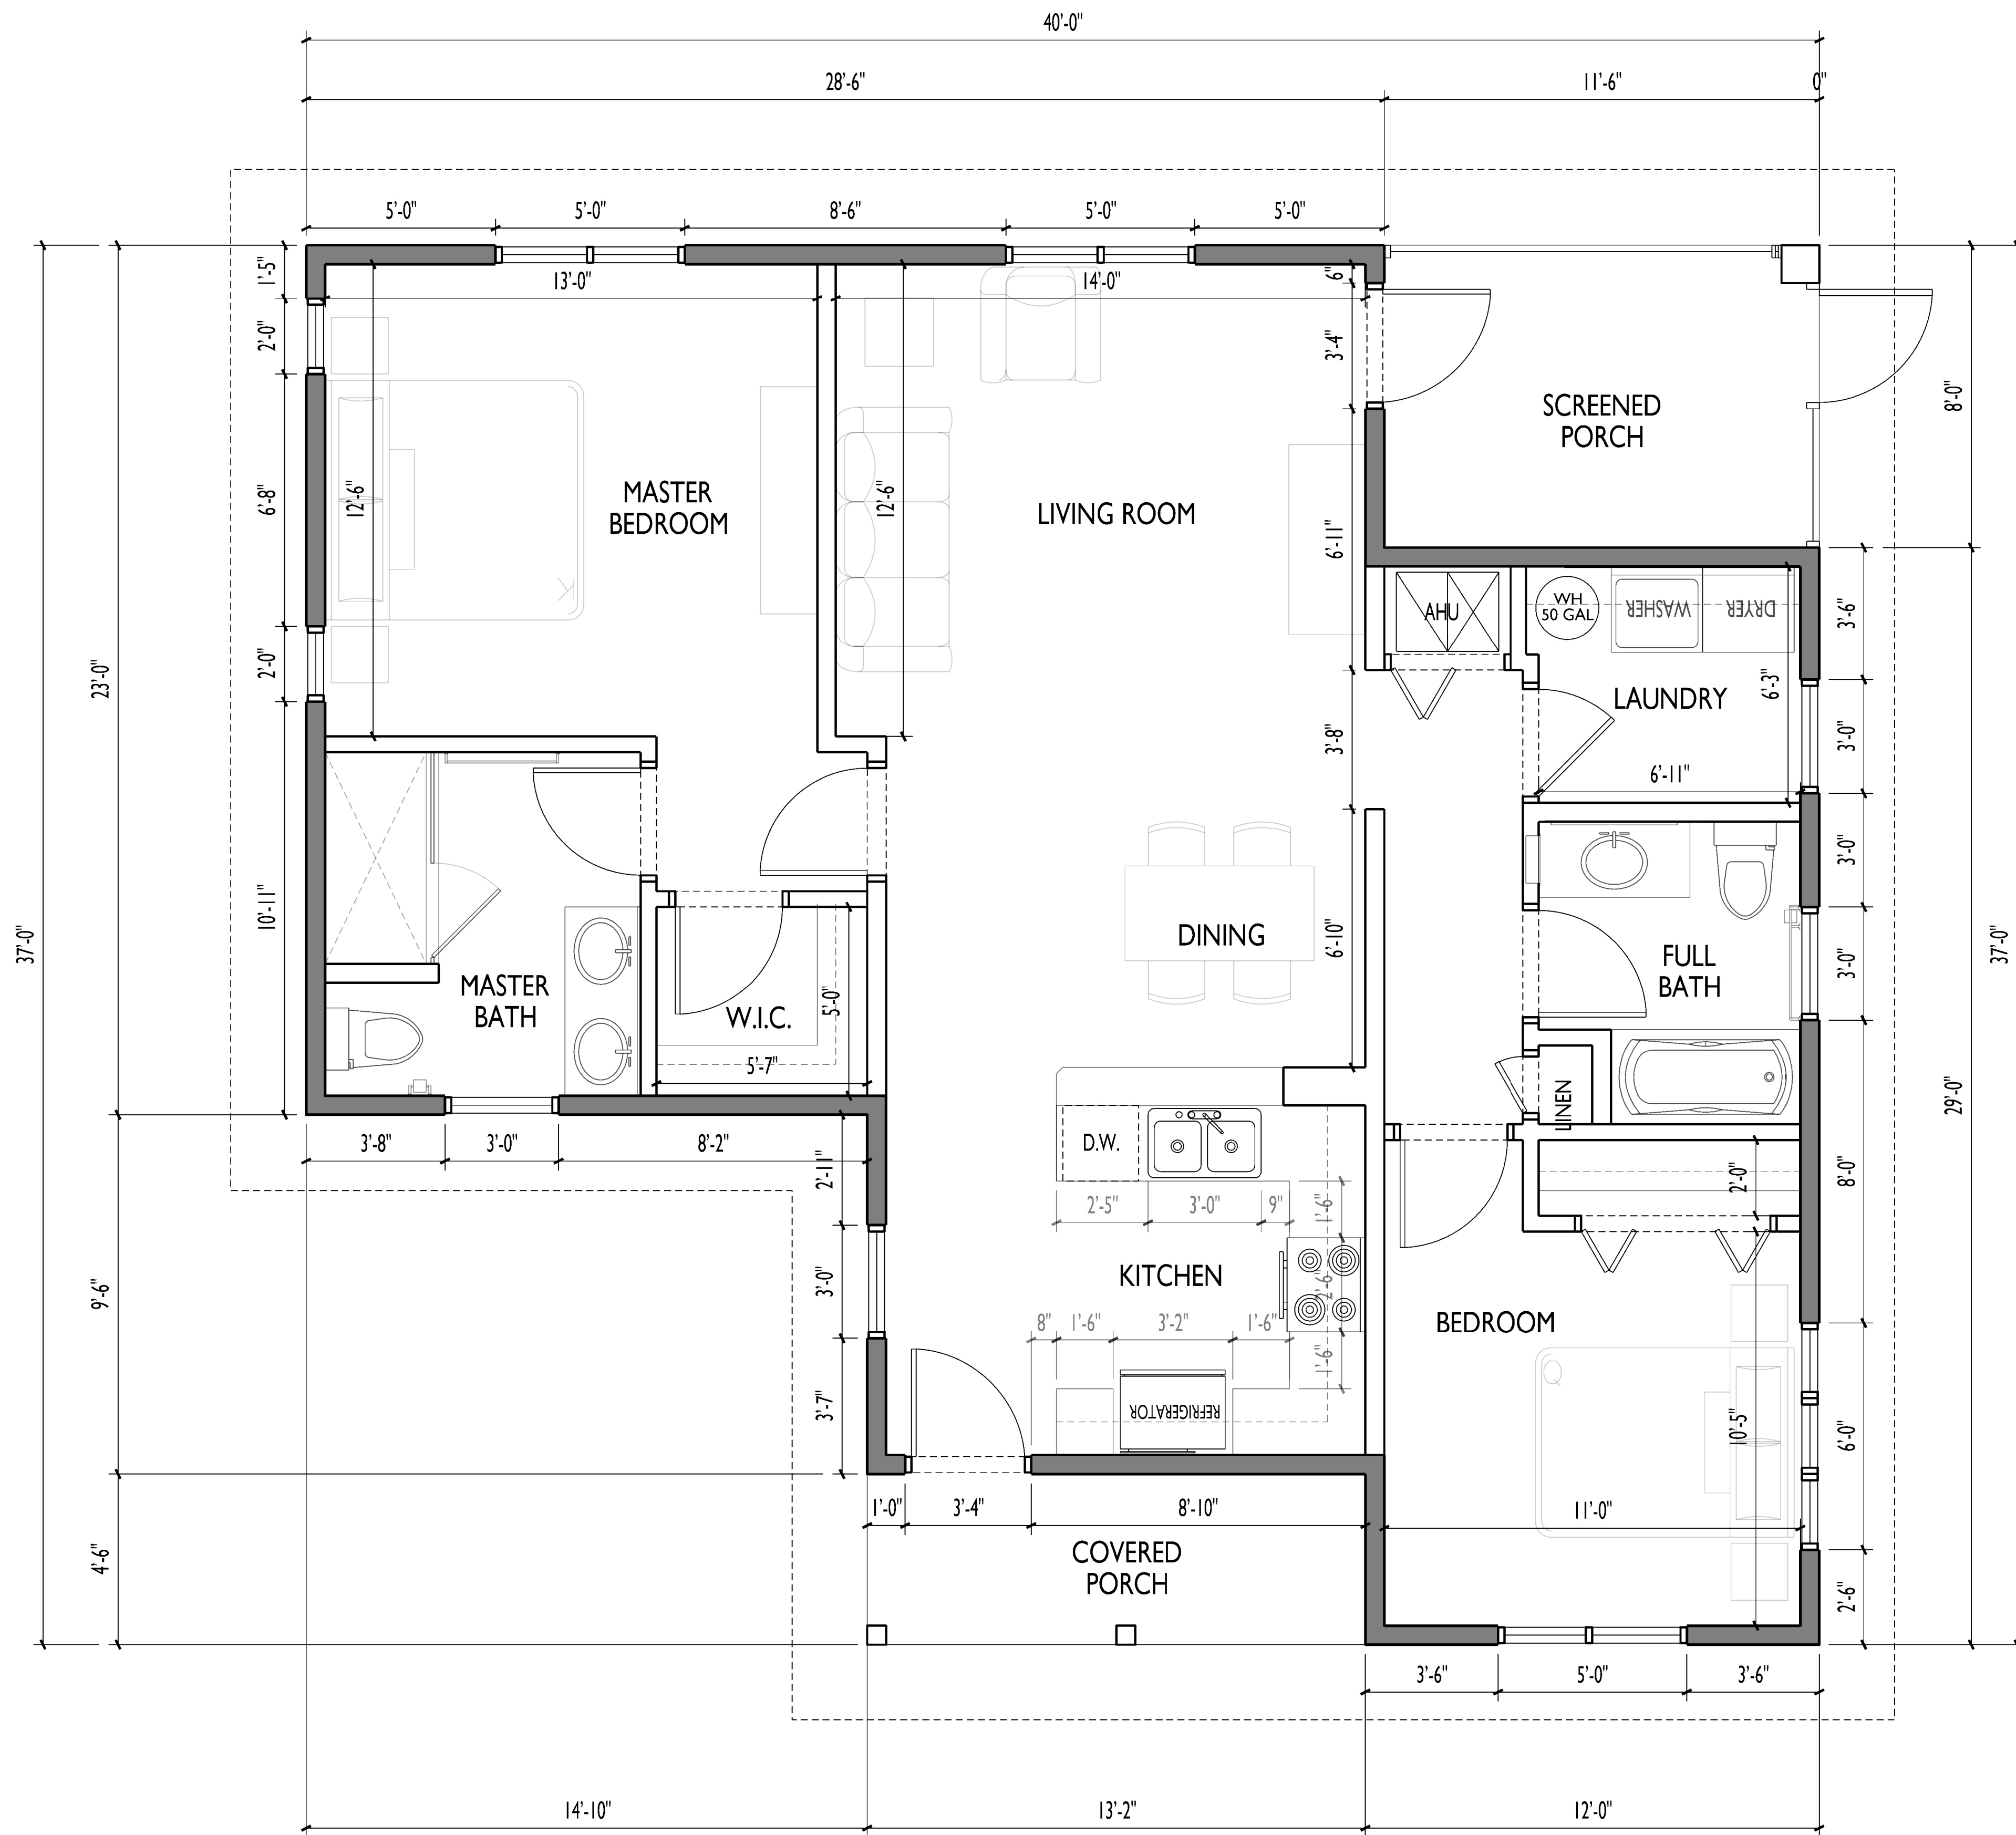 40'-0"
28'-6"
11'-6"
0"
5'-0"
5'-0"
8'-6"
5'-0"
5'-0"
1'-5"
2'-0"
6'-8"
2'-0"
10'-11"
23'-0"
37'-0"
9'-6"
4'-6"
13'-0"
14'-0"
12'-6"
12'-6"
MASTER
BEDROOM
LIVING ROOM
6"
3'-4"
6'-11"
3'-8"
6'-10"
SCREENED
PORCH
8'-0"
AHU
WH
50 GAL
WASHER
DRYER
LAUNDRY
6'-3"
6'-11"
3'-6"
3'-0"
3'-0"
3'-0"
8'-0"
6'-0"
2'-6"
29'-0"
37'-0"
DINING
FULL
BATH
MASTER
BATH
W.I.C.
5'-0"
5'-7"
LINEN
3'-8"
3'-0"
8'-2"
2'-11"
3'-0"
3'-7"
D.W.
2'-5"
3'-0"
9"
1'-6"
2'-6"
1'-6"
KITCHEN
8"
1'-6"
3'-2"
1'-6"
REFRIGERATOR
2'-0"
BEDROOM
K
Q
10'-5"
11'-0"
1'-0"
3'-4"
8'-10"
COVERED
PORCH
3'-6"
5'-0"
3'-6"
14'-10"
13'-2"
12'-0"